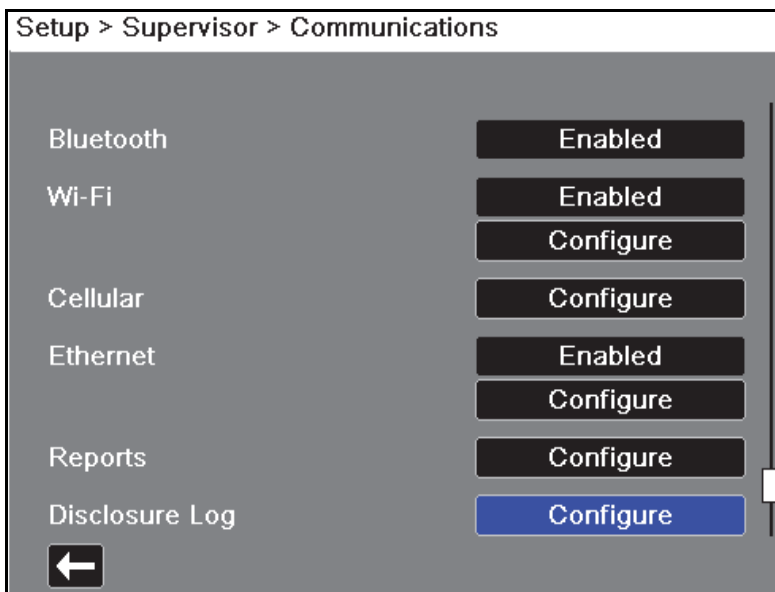 Setup > Supervisor > Communications
Bluetooth Enabled
Wi-Fi Enabled
Configure
Cellular Configure
Ethernet Enabled
Configure
Reports Configure
Disclosure Log Configure